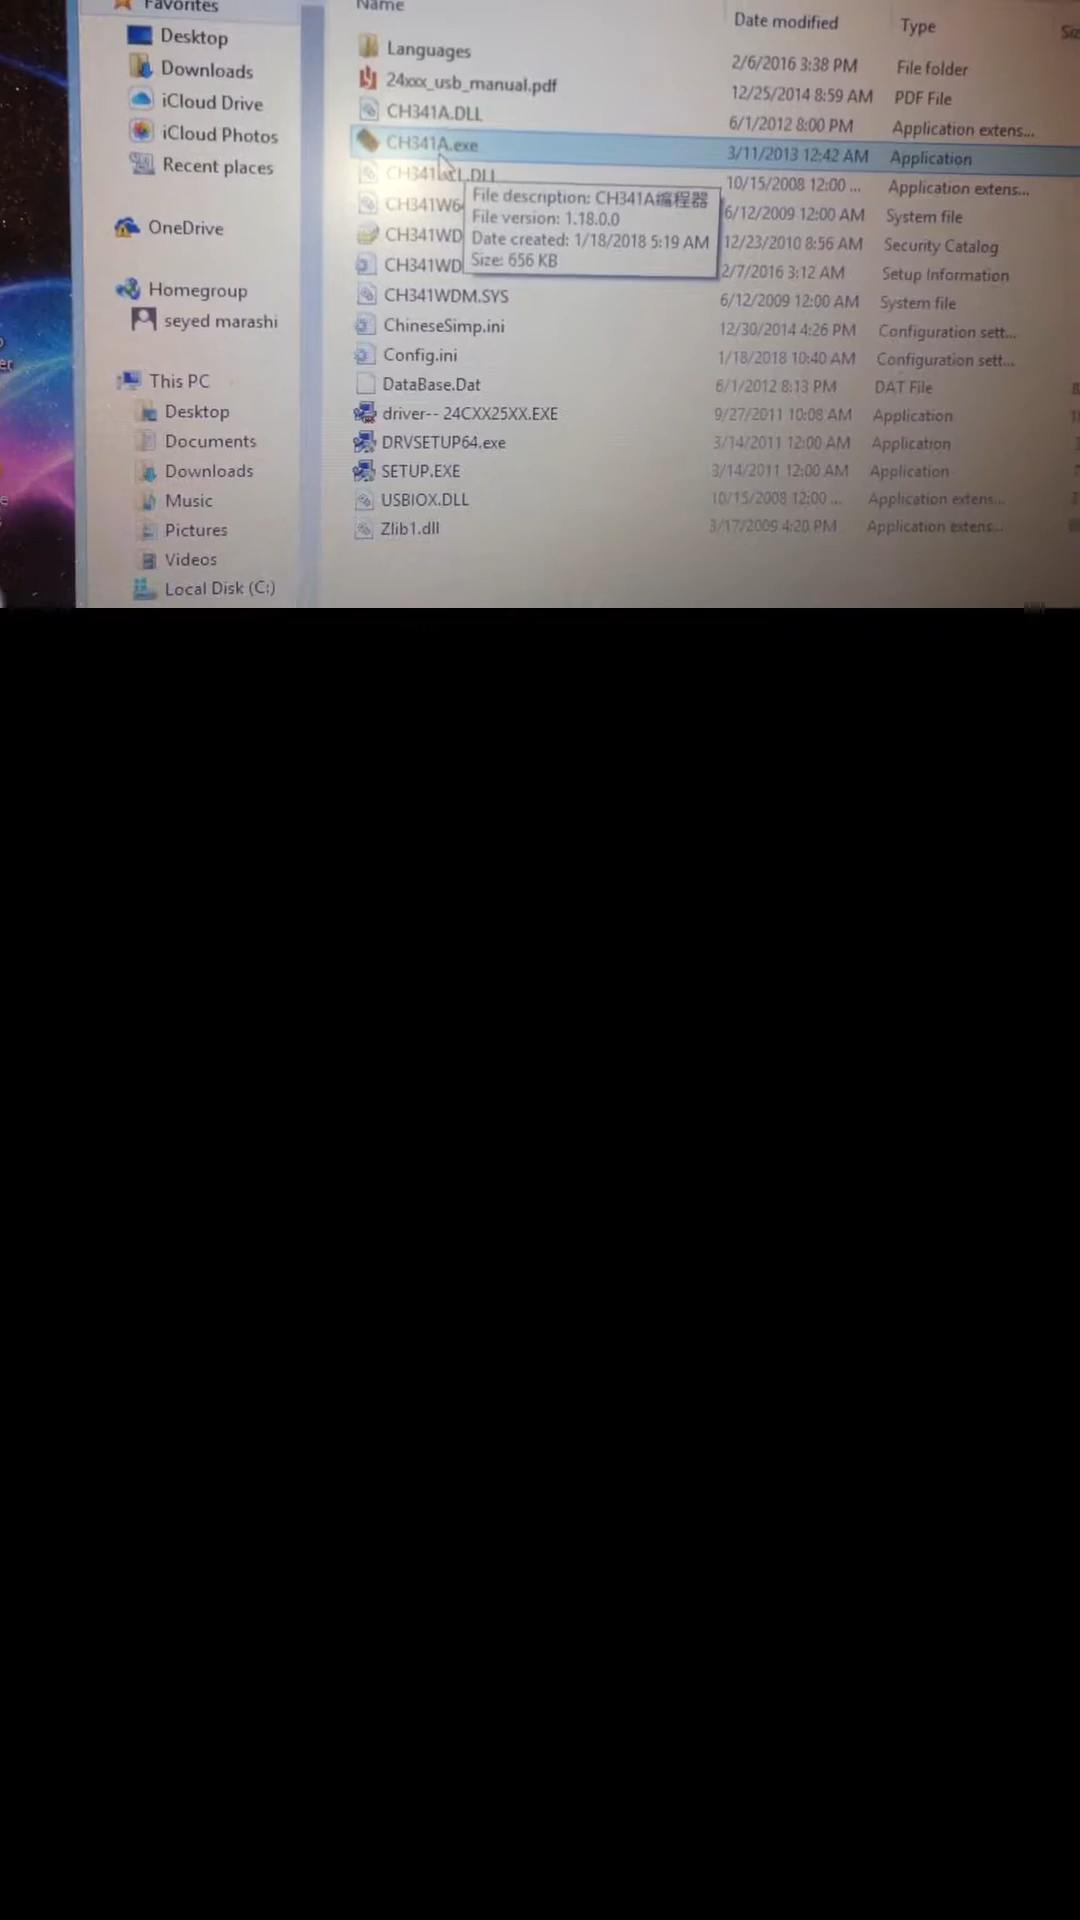 Favorites
Desktop
Downloads
iCloud Drive
iCloud Photos
Recent places
OneDrive
Homegroup
seyed marashi
This PC
Desktop
Documents
Downloads
Music
Pictures
Videos
Local Disk (C:)
Name Date modified Type
Languages 2/6/2016 3:38 PM File folder
24xxx_usb_manual.pdf 12/25/2014 8:59 AM PDF File
CH341A.DLL 6/1/2012 8:00 PM Application extens...
CH341A.exe 3/11/2013 12:42 AM Application
10/15/2008 12:00 ... Application extens...
CH341W6 6/12/2009 12:00 AM System file
CH341WD 12/23/2010 8:56 AM Security Catalog
CH341WD 2/7/2016 3:12 AM Setup Information
CH341WDM.SYS 6/12/2009 12:00 AM System file
ChineseSimp.ini 12/30/2014 4:26 PM Configuration sett...
Config.ini 1/18/2018 10:40 AM Configuration sett...
DataBase.Dat 6/1/2012 8:13 PM DAT File
driver-- 24CXX25XX.EXE 9/27/2011 10:08 AM Application
DRVSETUP64.exe 3/14/2011 12:00 AM Application
SETUP.EXE 3/14/2011 12:00 AM Application
USBIOX.DLL 10/15/2008 12:00 ... Application extens...
Zlib1.dll 3/17/2009 4:20 PM Application extens...
File description: CH341A编程器
File version: 1.18.0.0
Date created: 1/18/2018 5:19 AM
Size: 656 KB